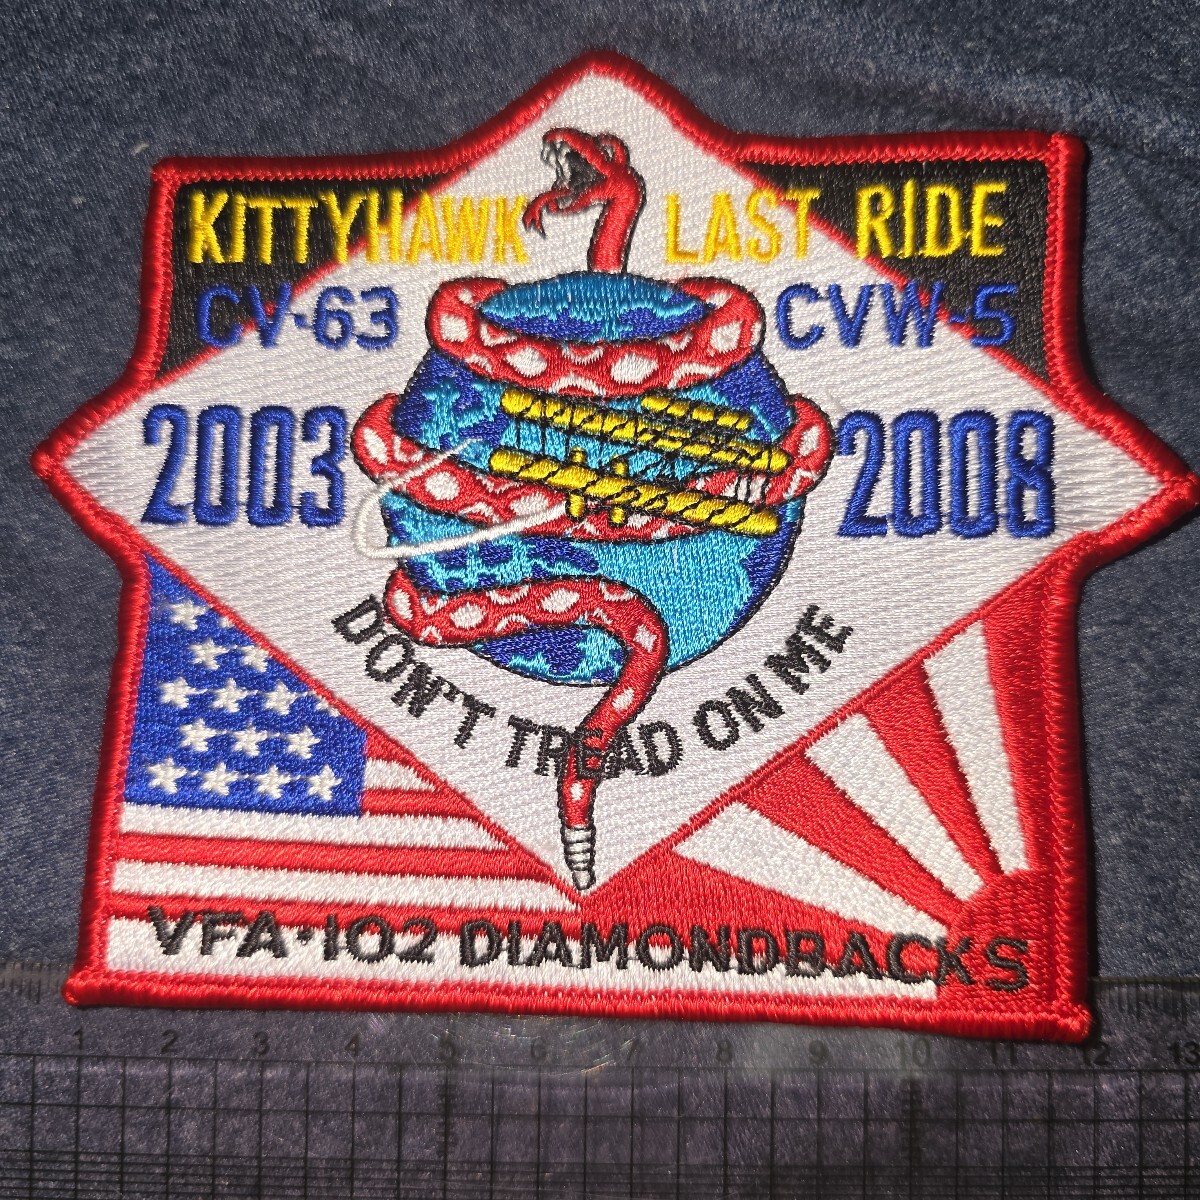 KITTYHAWK LAST RIDE
CV-63 CVW-5
2003 2008
DON'T TREAD ON ME
VFA·102 DIAMONDBACKS
1 2 3 4 5 6 7 8 9 10 11 12 13